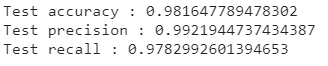 Test accuracy : 0.981647789478302
Test precision : 0.9921944737434387
Test recall : 0.9782992601394653